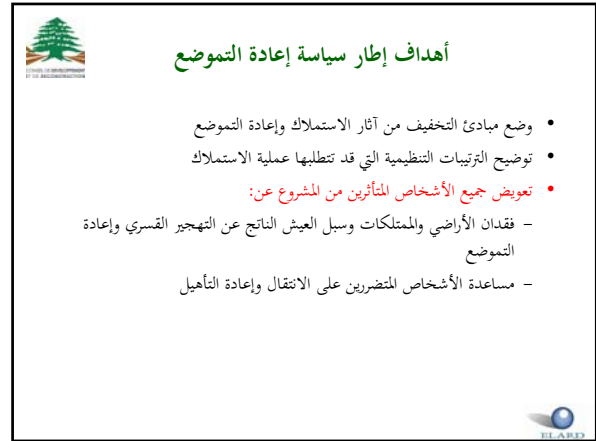 أهداف إطار سياسة إعادة التموضع
• وضع مبادئ التخفيف من آثار الاستملاك وإعادة التموضع
• توضيح الترتيبات التنظيمية التي قد تتطلبها عملية الاستملاك
• تعويض جميع الأشخاص المتأثرين من المشروع عن:
– فقدان الأراضي والممتلكات وسبل العيش الناتج عن التهجير القسري وإعادة
التموضع
– مساعدة الأشخاص المتضررين على الانتقال وإعادة التأهيل
ELARD